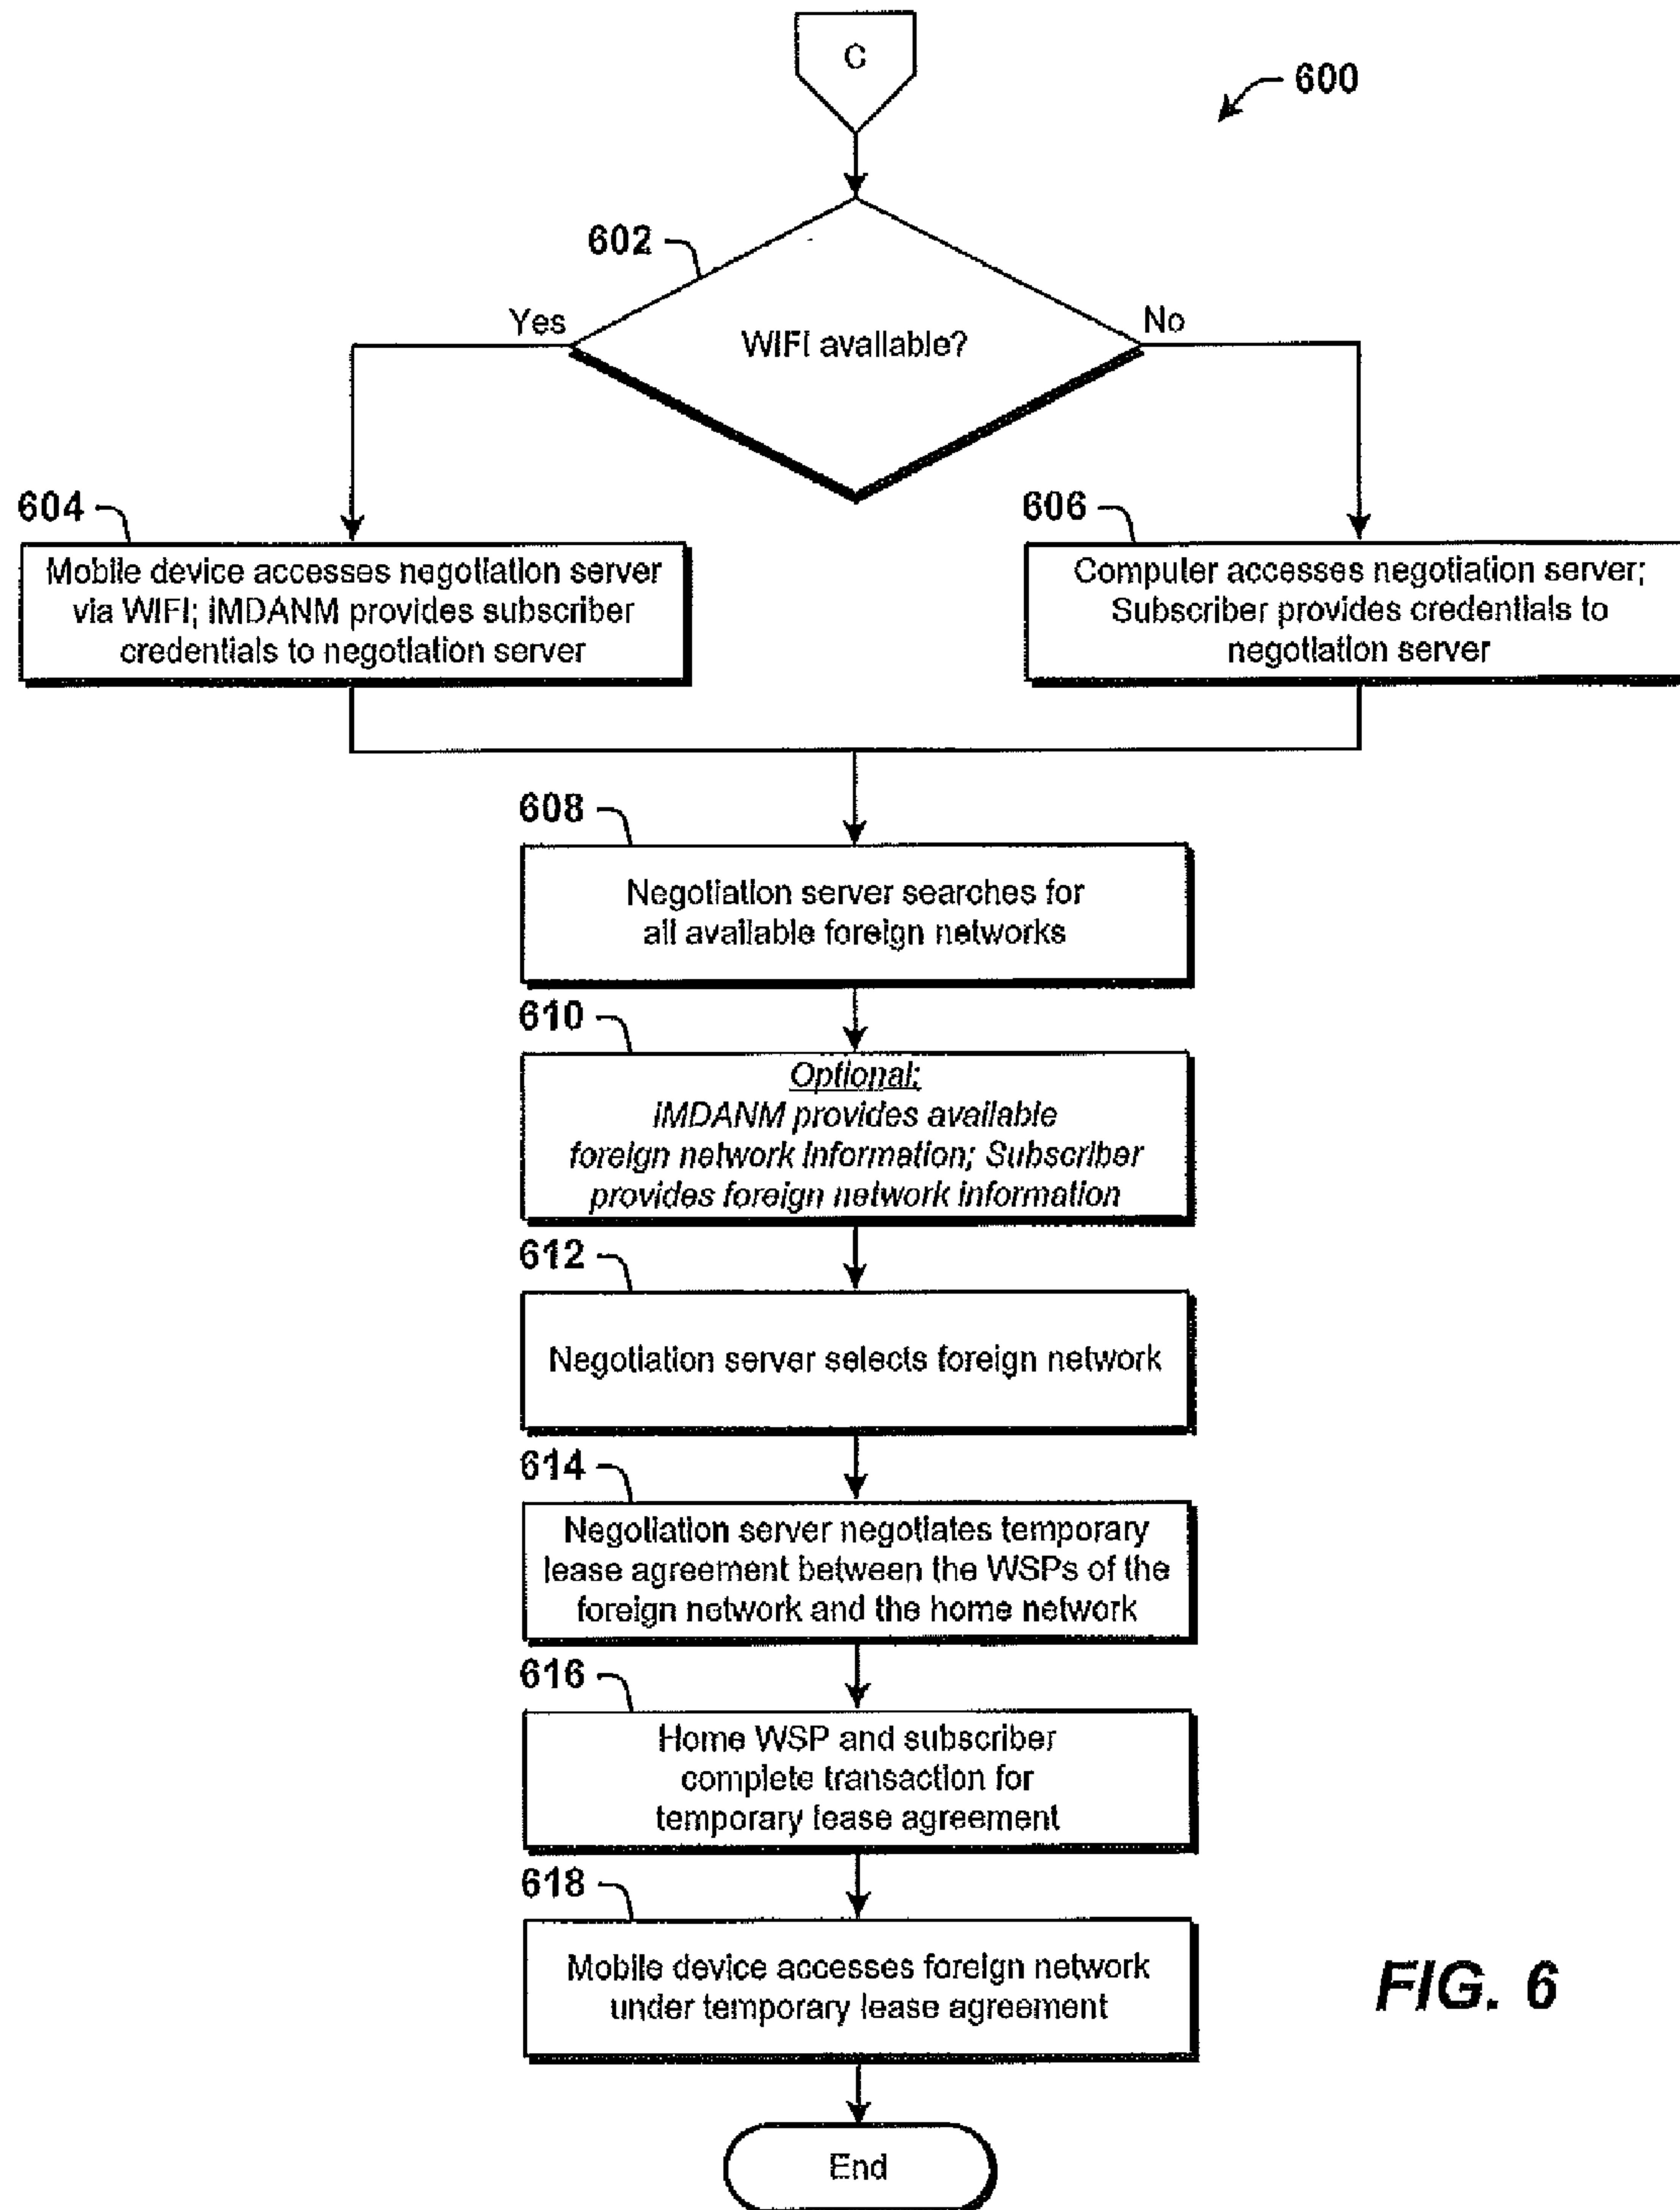 C
600
602
Yes
WIFI available?
No
604
Mobile device accesses negotiation server
via WIFI; iMDANM provides subscriber
credentials to negotiation server
606
Computer accesses negotiation server;
Subscriber provides credentials to
negotiation server
608
Negotiation server searches for
all available foreign networks
610
Optional:
iMDANM provides available
foreign network information; Subscriber
provides foreign network information
612
Negotiation server selects foreign network
614
Negotiation server negotiates temporary
lease agreement between the WSPs of the
foreign network and the home network
616
Home WSP and subscriber
complete transaction for
temporary lease agreement
618
Mobile device accesses foreign network
under temporary lease agreement
FIG. 6
End